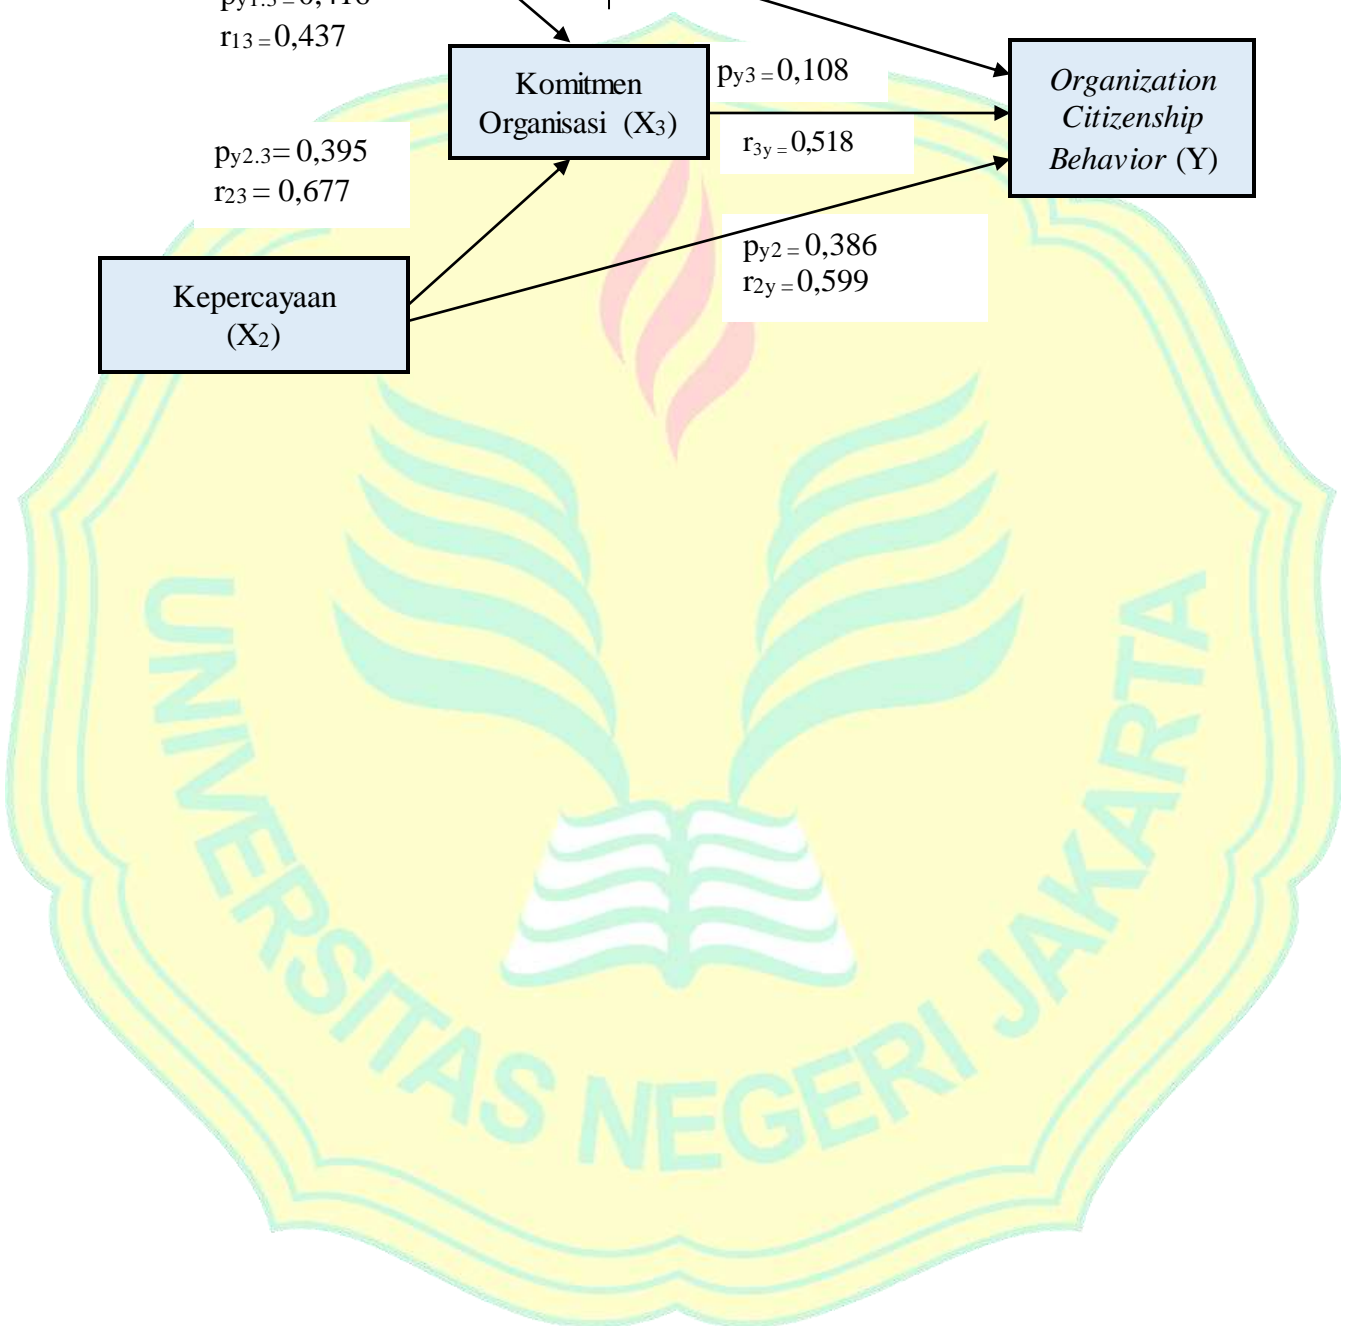 r13 = 0,437
Komitmen
Organisasi (X3)
py3 = 0,108
r3y = 0,518
Organization
Citizenship
Behavior (Y)
py2.3= 0,395
r23 = 0,677
py2 = 0,386
r2y = 0,599
Kepercayaan
(X2)
UNIVERSITAS NEGERI JAKARTA